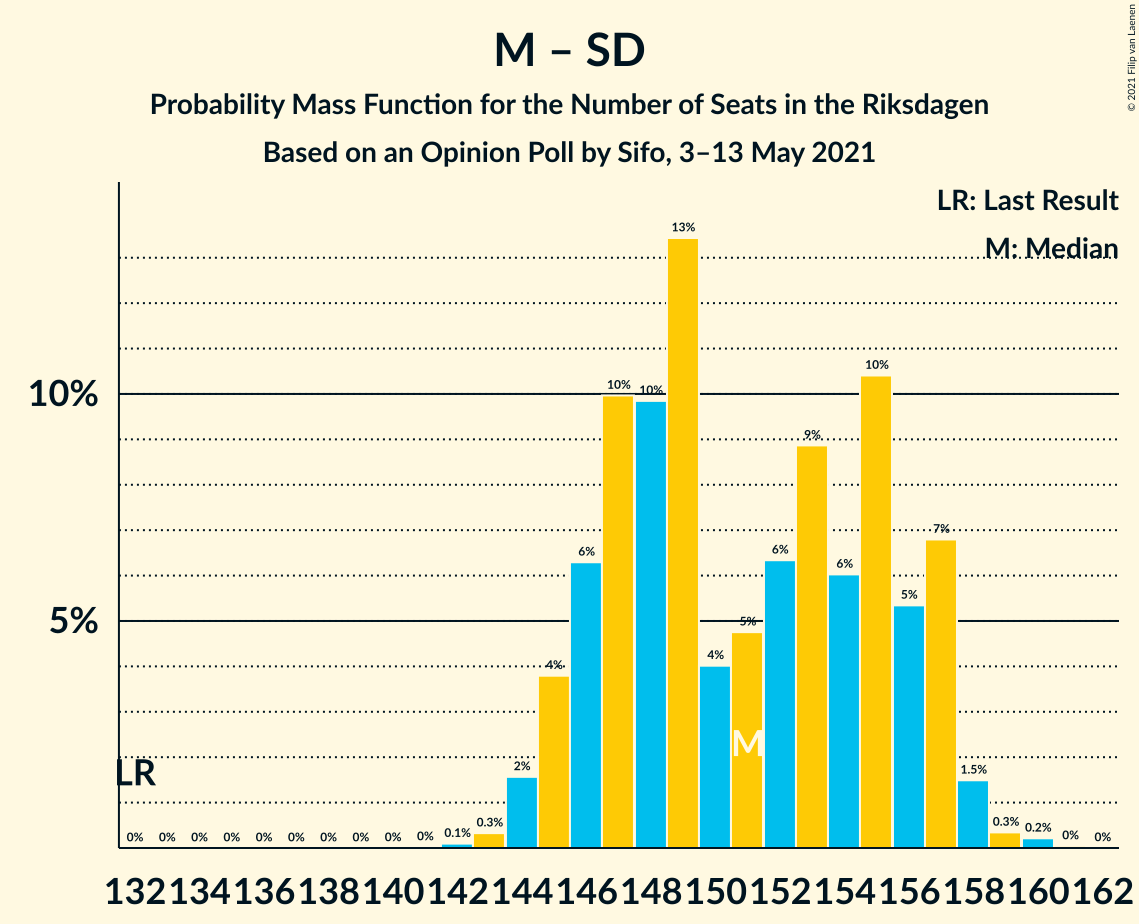 M – SD
Probability Mass Function for the Number of Seats in the Riksdagen
Based on an Opinion Poll by Sifo, 3–13 May 2021
© 2021 Filip van Laenen
LR: Last Result
M: Median
10%
5%
LR
M
0% 0% 0% 0% 0% 0% 0% 0% 0% 0% 0.1% 0.3% 2% 4% 6% 10% 10% 13% 4% 5% 6% 9% 6% 10% 5% 7% 1.5% 0.3% 0.2% 0% 0%
132 134 136 138 140 142 144 146 148 150 152 154 156 158 160 162